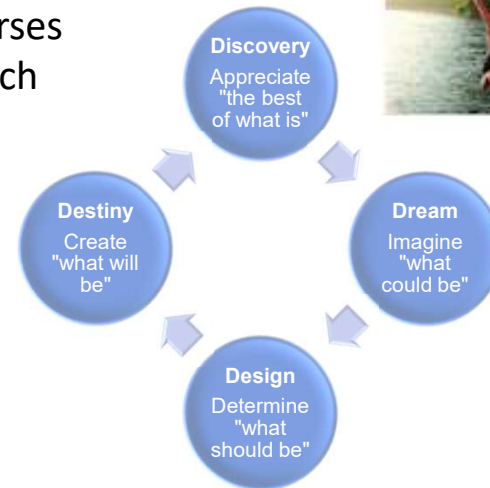 rses
ch
Discovery
Appreciate
"the best
of what is"
Dream
Imagine
"what
could be"
Design
Determine
"what
should be"
Destiny
Create
"what will
be"